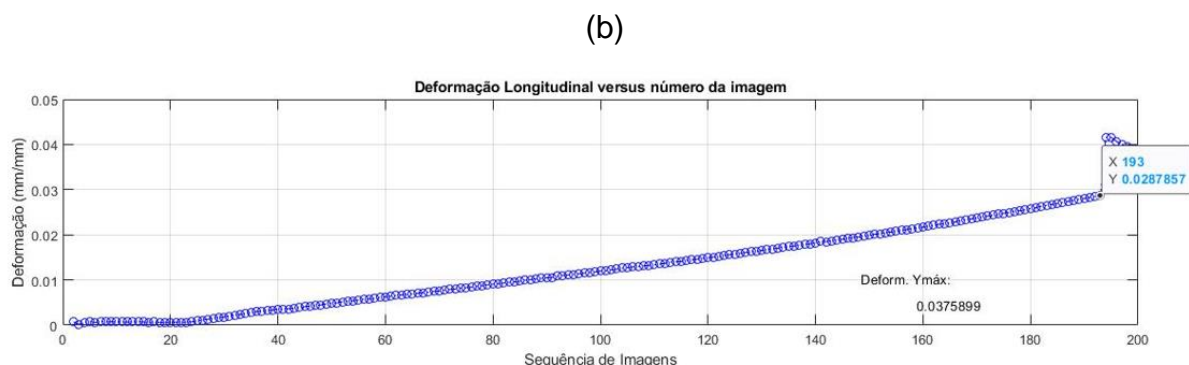 (b)
Deformação Longitudinal versus número da imagem
Deformação (mm/mm)
0.05
0.04
0.03
0.02
0.01
0
X 193
Y 0.0287857
Deform. Ymáx:
0.0375899
0 20 40 60 80 100 120 140 160 180 200
Sequência de Imagens